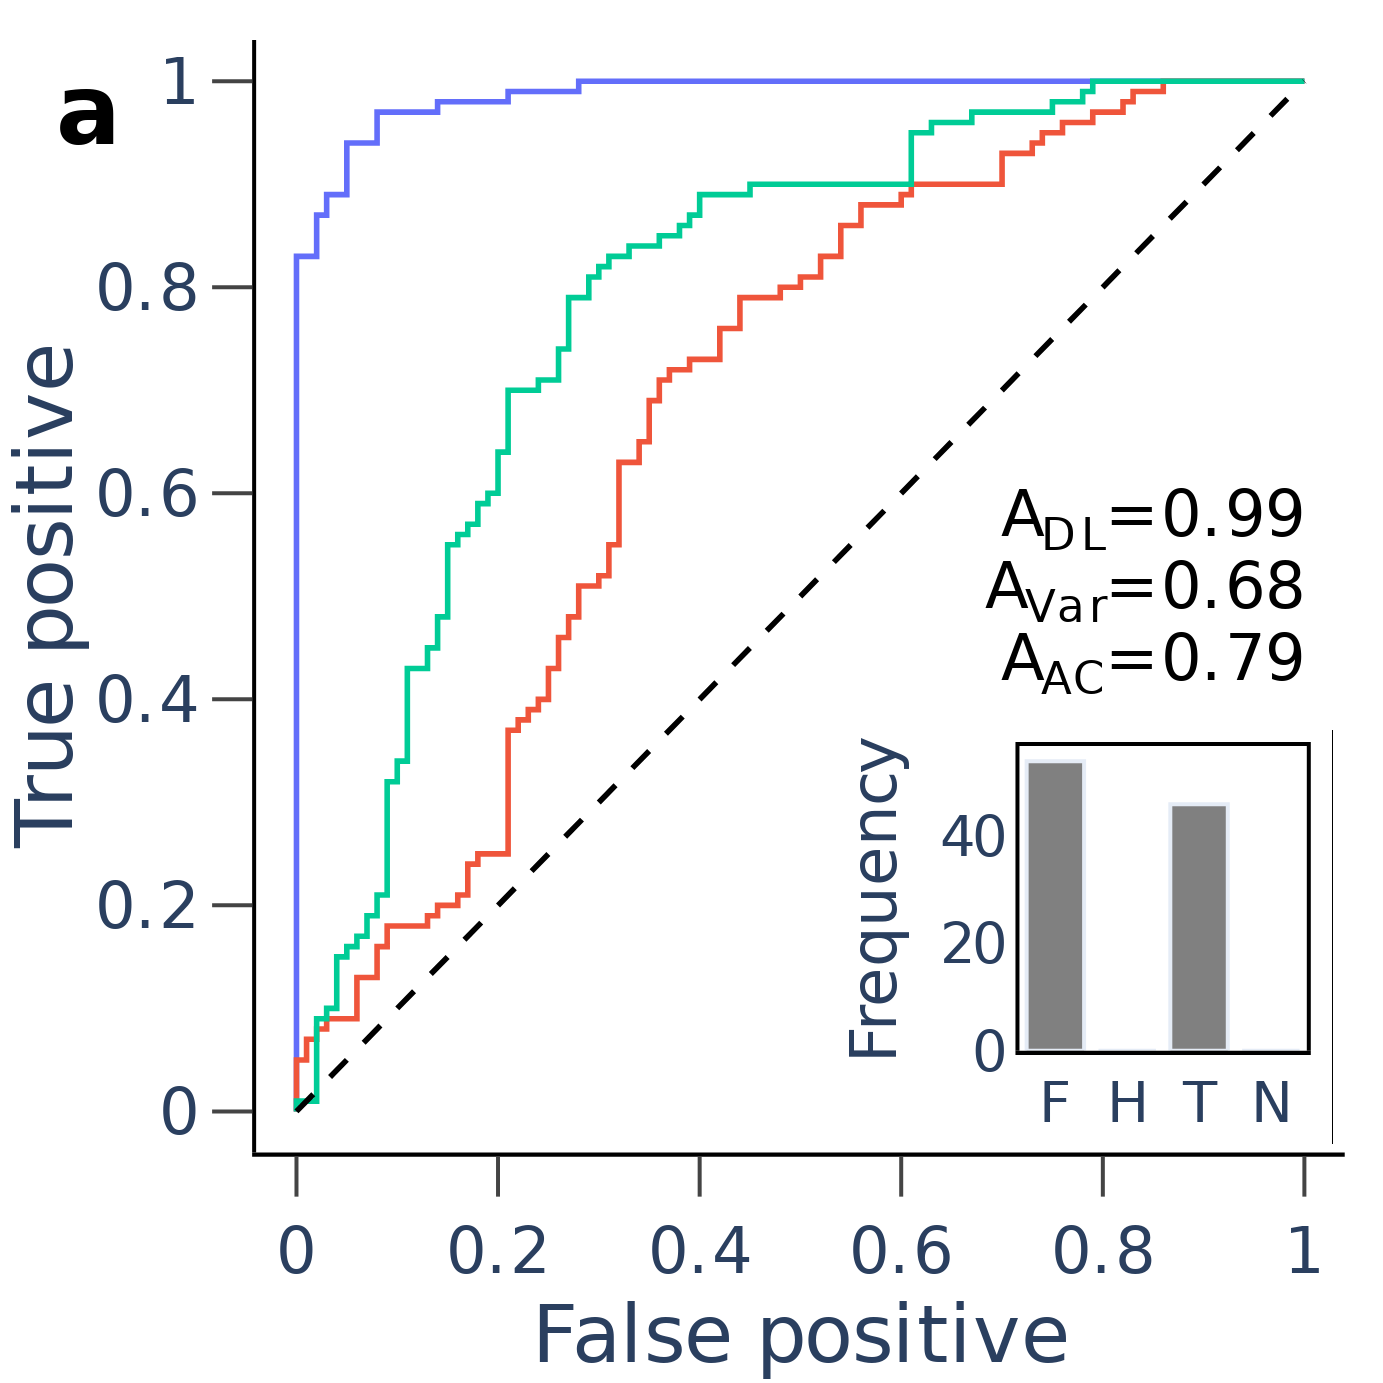 a
1
0.8
0.6
0.4
0.2
0
True positive
A_DL=0.99
A_Var=0.68
A_AC=0.79
Frequency
40
20
0
F H T N
0 0.2 0.4 0.6 0.8 1
False positive